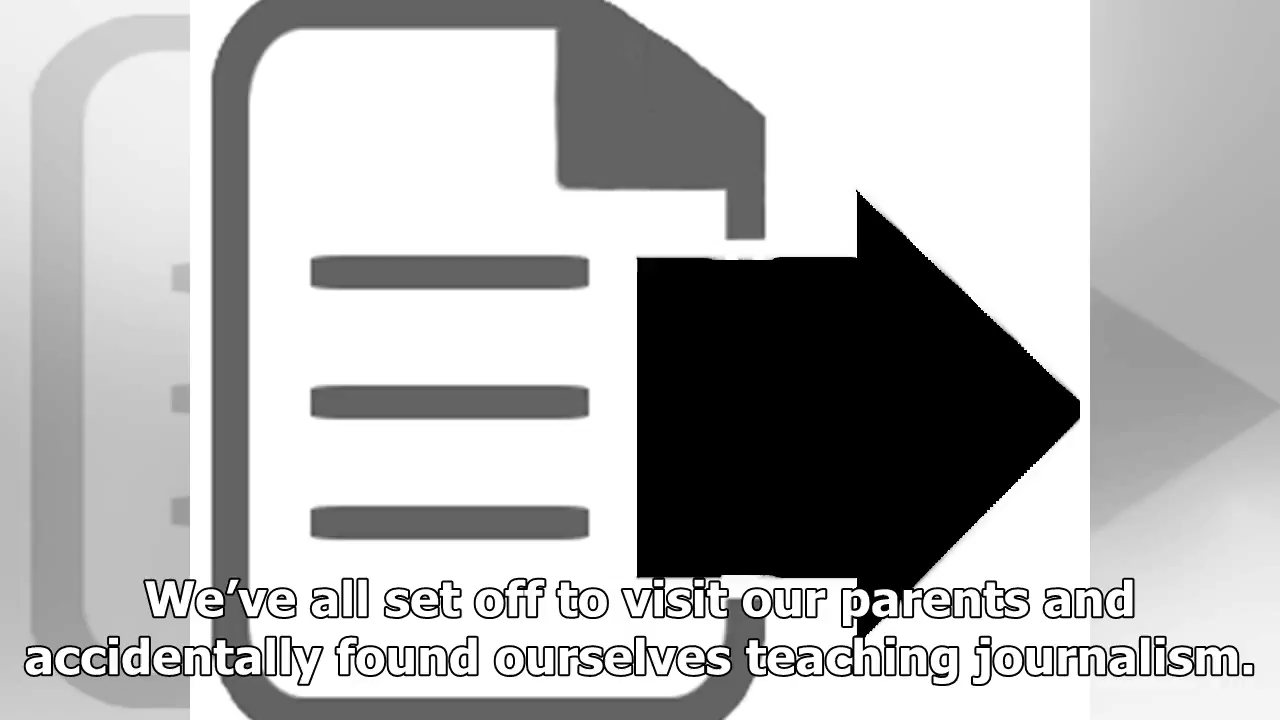 We’ve all set off to visit our parents and
accidentally found ourselves teaching journalism.